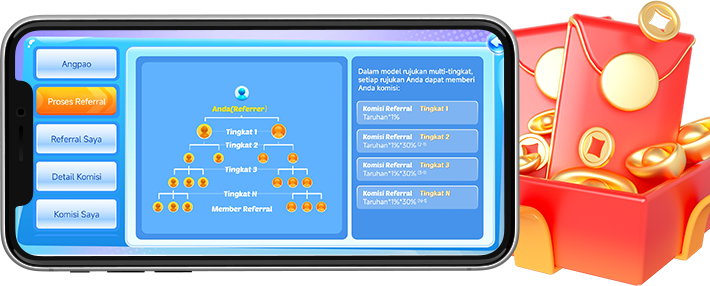 Angpao
Proses Referral
Referral Saya
Detail Komisi
Komisi Saya
Anda(Referrer)
Tingkat 1
Tingkat 2
Tingkat 3
Tingkat N
Member Referral
Dalam model rujukan multi-tingkat,
setiap rujukan Anda dapat memberi
Anda komisi:
Komisi Referral Tingkat 1
Taruhan*1%
Komisi Referral Tingkat 2
Taruhan*1%*30%
Komisi Referral Tingkat 3
Taruhan*1%*30%
Komisi Referral Tingkat N
Taruhan*1%*30%